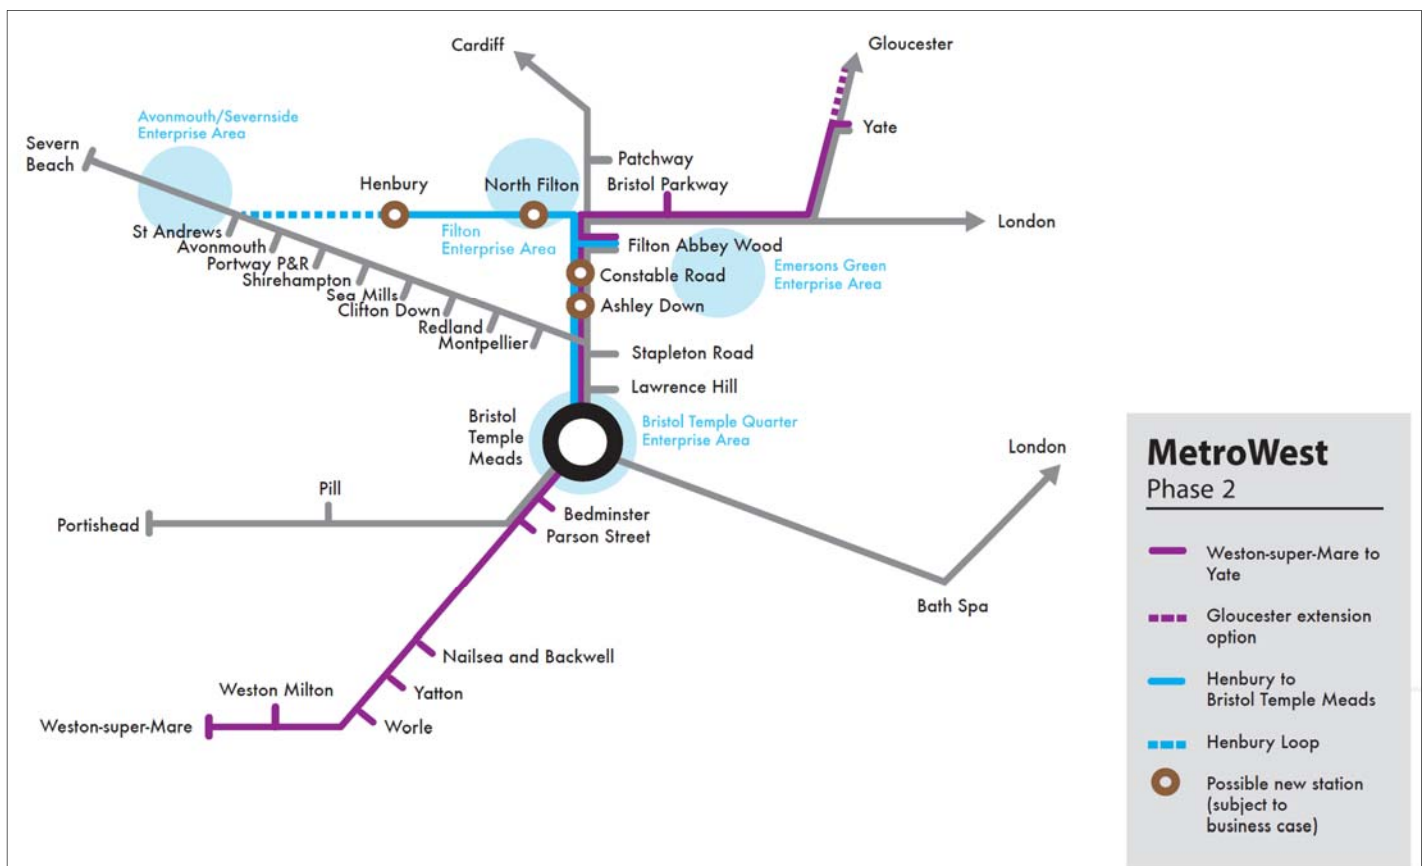 Cardiff
Gloucester
Avonmouth/Severnside
Enterprise Area
Severn
Beach
Yate
Patchway
Henbury
North Filton
Bristol Parkway
London
St Andrews
Avonmouth
Portway P&R
Shirehampton
Sea Mills
Clifton Down
Redland
Montpellier
Filton
Enterprise Area
Filton Abbey Wood
Constable Road
Ashley Down
Emersons Green
Enterprise Area
Stapleton Road
Lawrence Hill
Bristol
Temple
Meads
Bristol Temple Quarter
Enterprise Area
London
Pill
Portishead
Bedminster
Parson Street
Bath Spa
Nailsea and Backwell
Weston Milton
Yatton
Weston-super-Mare
Worle
MetroWest
Phase 2
Weston-super-Mare to
Yate
Gloucester extension
option
Henbury to
Bristol Temple Meads
Henbury Loop
Possible new station
(subject to
business case)